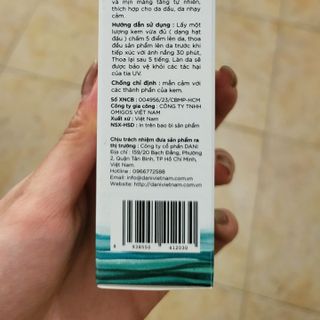 và mịn màng tăng tự nhiên,
thích hợp cho da dầu, da nhạy
cảm.
Hướng dẫn sử dụng : Lấy một
lượng kem vừa đủ ( dạng hạt
đậu ) chấm 5 điểm lên da, thoa
đều sản phẩm lên da trước khi
tiếp xúc với ánh nắng 30 phút,
Thoa lại sau 5 tiếng. Làn da sẽ
được bảo vệ khỏi các tác hại
của tia UV.
Chống chỉ định : mẫn cảm với
các thành phần của kem.
Số XNCB : 004956/23/CBMP-HCM
Công ty gia công : CÔNG TY TNHH
OMIGOS VIỆT NAM
Xuất xứ : Việt Nam
NSX-HSD : in trên bao bì sản phẩm
Chịu trách nhiệm đưa sản phẩm ra
thị trường : Công ty cổ phần DANI
Địa chỉ : 159/20 Bạch Đằng, Phường
2, Quận Tân Bình, TP Hồ Chí Minh,
Việt Nam.
Hotline : 0966772588
Email: info@danivietnam.com.vn
Website: http://danivietnam.com.vn
8 936550 412030